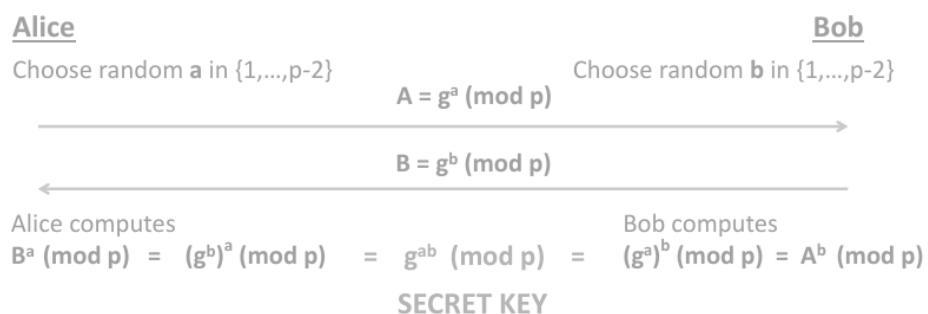 Alice Bob
Choose random a in {1,...,p-2} Choose random b in {1,...,p-2}
A = gᵃ (mod p)
B = gᵇ (mod p)
Alice computes Bob computes
Bᵃ (mod p) = (gᵇ)ᵃ (mod p) = gᵃᵇ (mod p) = (gᵃ)ᵇ (mod p) = Aᵇ (mod p)
SECRET KEY